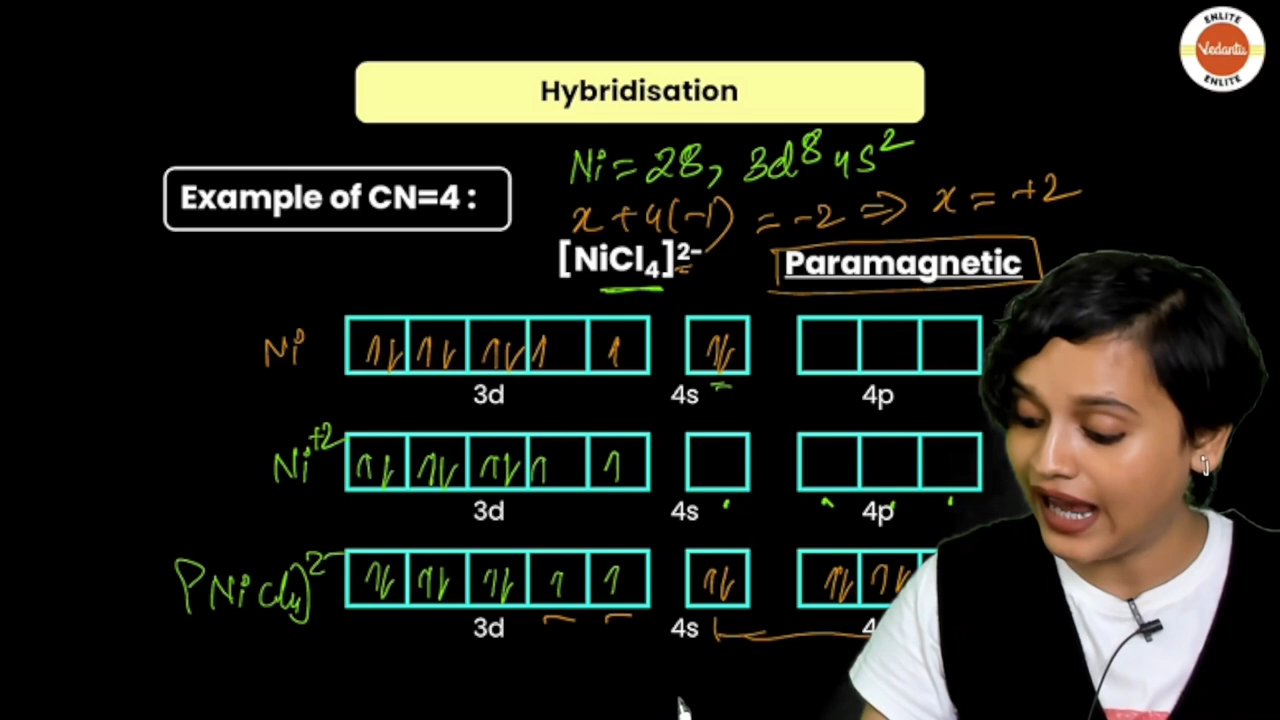 ENLITE
Vedantu
ENLITE
Hybridisation
Ni = 28, 3d⁸ 4s²
Example of CN=4 :
x + 4(-1) = -2 ⇒ x = +2
[NiCl₄]²⁻ Paramagnetic
Ni
3d 4s 4p
Ni⁺²
3d 4s 4p
[NiCl₄]²⁻
3d 4s 4